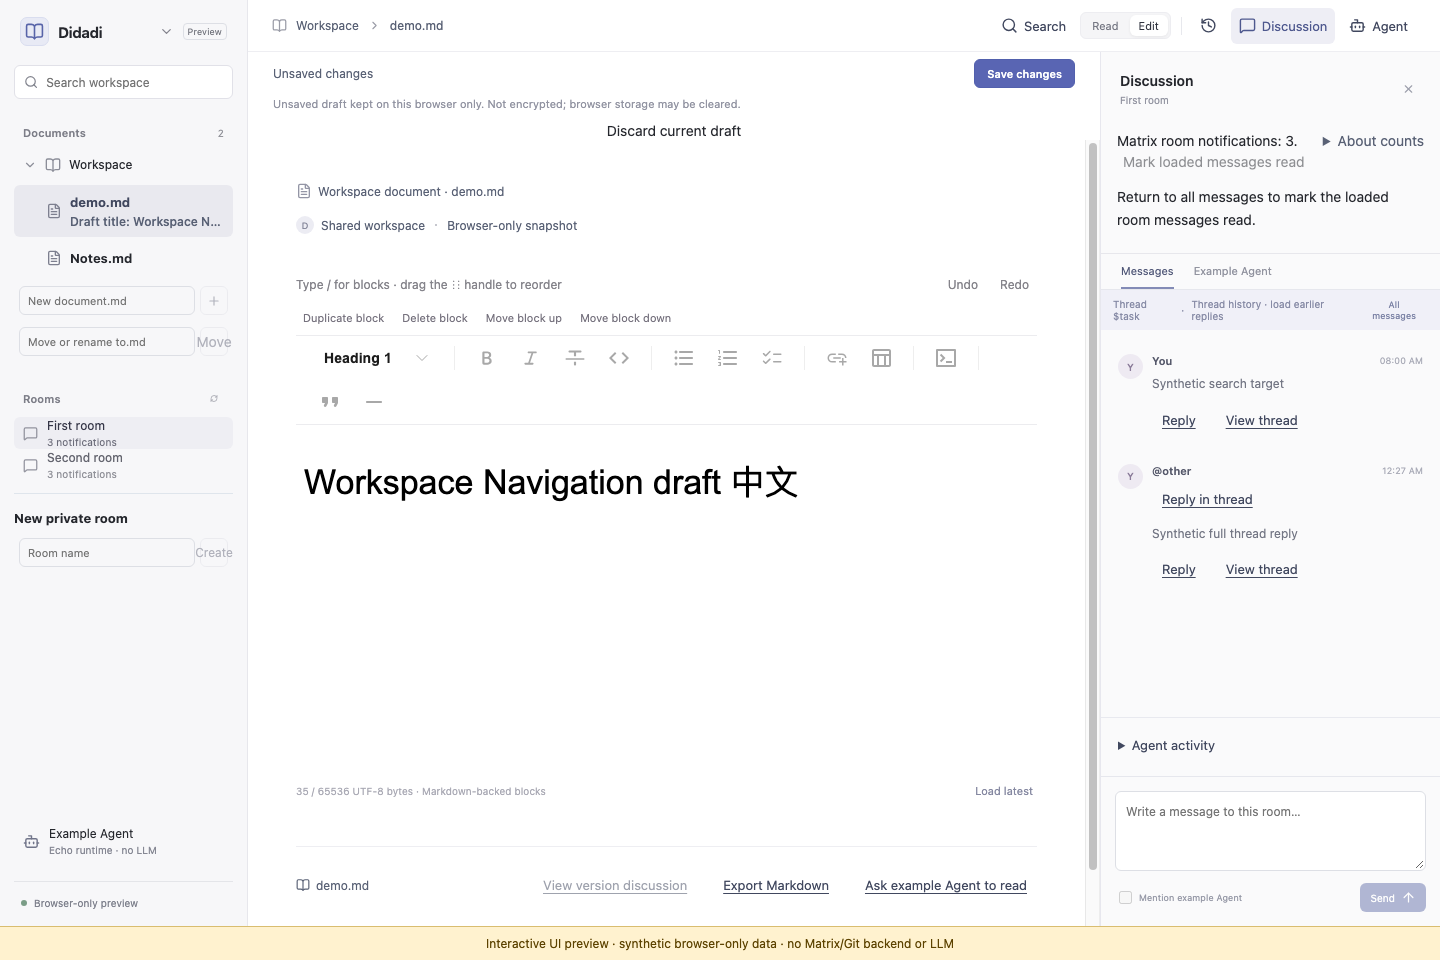 Didadi
Preview
Search workspace
Documents 2
Workspace
demo.md
Draft title: Workspace N...
Notes.md
New document.md
Move or rename to.md Move
Rooms
First room
3 notifications
Second room
3 notifications
New private room
Room name Create
Example Agent
Echo runtime · no LLM
Browser-only preview
Workspace > demo.md
Search Read Edit Discussion Agent
Unsaved changes
Save changes
Unsaved draft kept on this browser only. Not encrypted; browser storage may be cleared.
Discard current draft
Workspace document · demo.md
D Shared workspace · Browser-only snapshot
Type / for blocks · drag the ⁝⁝ handle to reorder
Undo Redo
Duplicate block Delete block Move block up Move block down
Heading 1
Workspace Navigation draft 中文
35 / 65536 UTF-8 bytes · Markdown-backed blocks
Load latest
demo.md
View version discussion Export Markdown Ask example Agent to read
Discussion
First room
Matrix room notifications: 3. ▶ About counts
Mark loaded messages read
Return to all messages to mark the loaded
room messages read.
Messages Example Agent
Thread
$task
· Thread history · load earlier
replies
All
messages
Y You 08:00 AM
Synthetic search target
Reply View thread
Y @other 12:27 AM
Reply in thread
Synthetic full thread reply
Reply View thread
▶ Agent activity
Write a message to this room...
Mention example Agent
Send ↑
Interactive UI preview · synthetic browser-only data · no Matrix/Git backend or LLM